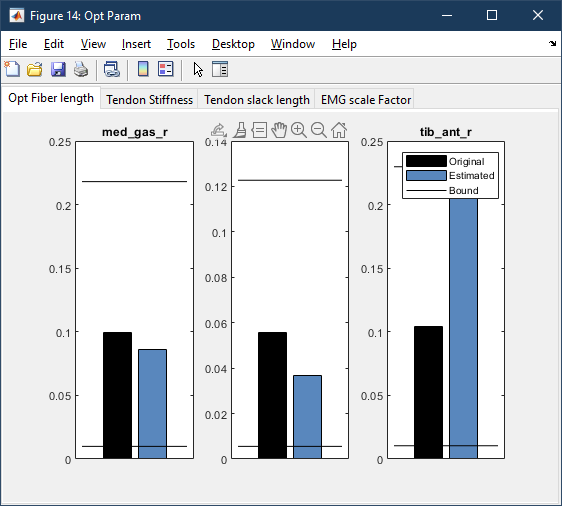 Figure 14: Opt Param
File Edit View Insert Tools Desktop Window Help
Opt Fiber length Tendon Stiffness Tendon slack length EMG scale Factor
med_gas_r
0.25
0.2
0.15
0.1
0.05
0
0.14
0.12
0.1
0.08
0.06
0.04
0.02
0
tib_ant_r
0.25
0.2
0.15
0.1
0.05
0
Original
Estimated
Bound